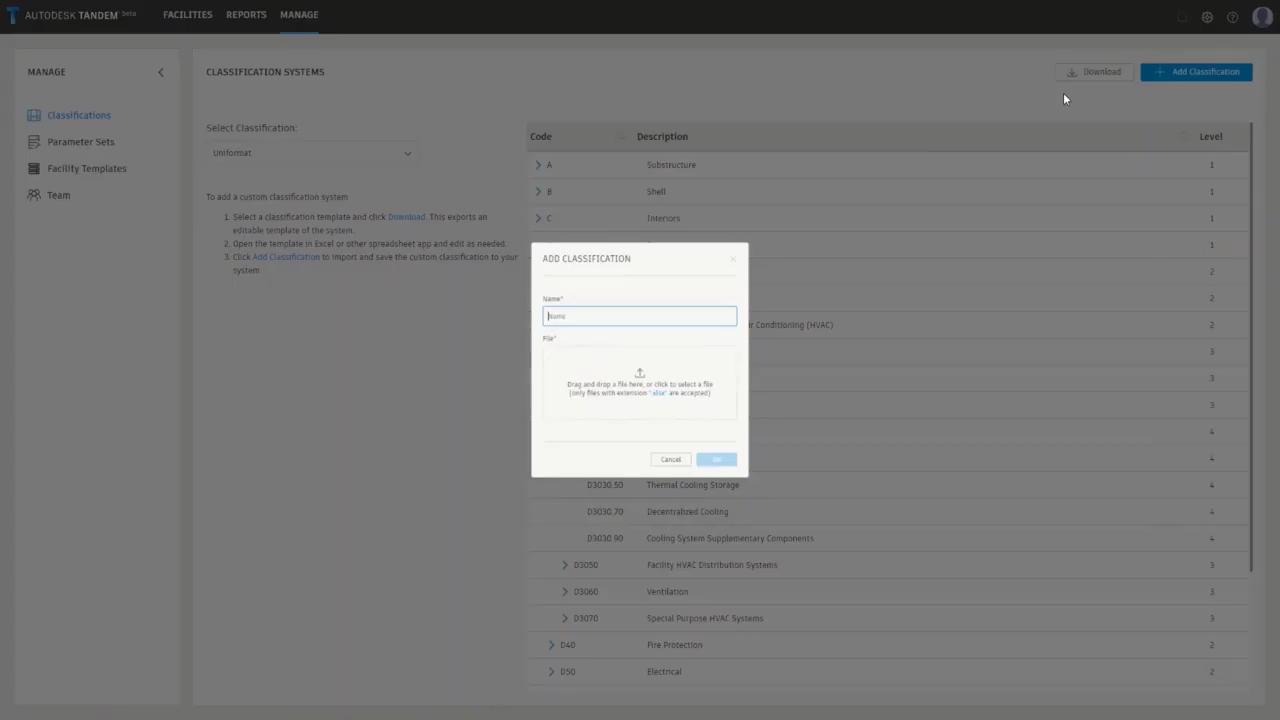 AUTODESK TANDEM beta
FACILITIES
REPORTS
MANAGE
MANAGE
Classifications
Parameter Sets
Facility Templates
Team
CLASSIFICATION SYSTEMS
Download
Add Classification
Select Classification:
Uniformat
To add a custom classification system
1. Select a classification template and click Download. This exports an
editable template of the system.
2. Open the template in Excel or other spreadsheet app and edit as needed.
3. Click Add Classification to import and save the custom classification to your
system.
Code Description Level
A Substructure 1
B Shell 1
C Interiors 1
1
2
2
ir Conditioning (HVAC) 2
3
3
3
4
4
D3030.50 Thermal Cooling Storage 4
D3030.70 Decentralized Cooling 4
D3030.90 Cooling System Supplementary Components 4
D3050 Facility HVAC Distribution Systems 3
D3060 Ventilation 3
D3070 Special Purpose HVAC Systems 3
D40 Fire Protection 2
D50 Electrical 2
ADD CLASSIFICATION
Name*
Name
File*
Drag and drop a file here, or click to select a file
(only files with extension ".xlsx" are accepted)
Cancel
OK